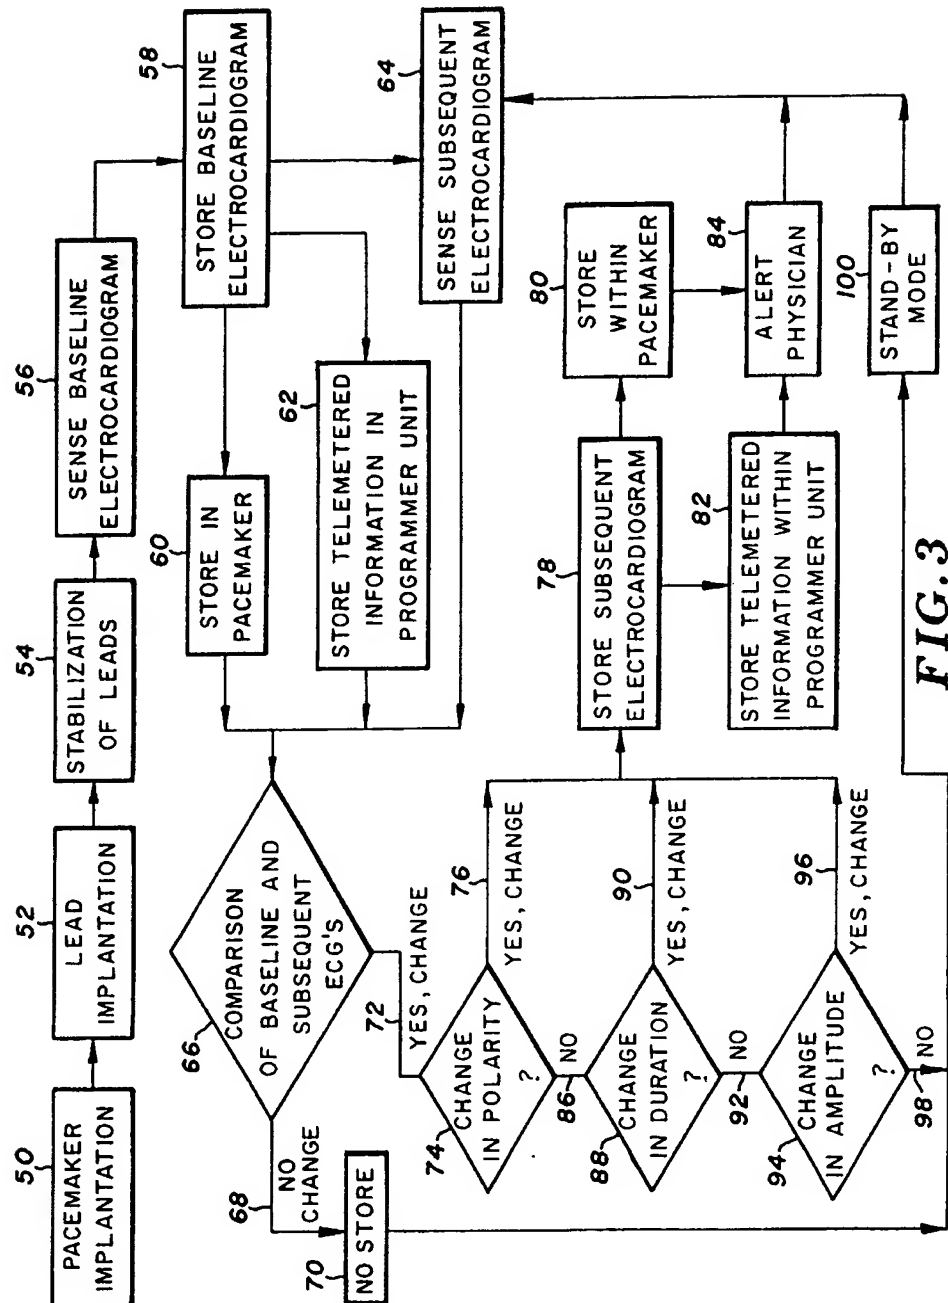 50
PACEMAKER
IMPLANTATION
52
LEAD
IMPLANTATION
54
STABILIZATION
OF LEADS
56
SENSE BASELINE
ELECTROCARDIOGRAM
58
STORE BASELINE
ELECTROCARDIOGRAM
60
STORE IN
PACEMAKER
62
STORE TELEMETERED
INFORMATION IN
PROGRAMMER UNIT
64
SENSE SUBSEQUENT
ELECTROCARDIOGRAM
66
COMPARISON
OF BASELINE AND
SUBSEQUENT
ECG'S
68
NO
CHANGE
70
NO STORE
72
YES, CHANGE
74
CHANGE
IN POLARITY
?
76
YES, CHANGE
78
STORE SUBSEQUENT
ELECTROCARDIOGRAM
80
STORE
WITHIN
PACEMAKER
82
STORE TELEMETERED
INFORMATION WITHIN
PROGRAMMER UNIT
84
ALERT
PHYSICIAN
86
NO
88
CHANGE
IN DURATION
?
90
YES, CHANGE
92
NO
94
CHANGE
IN AMPLITUDE
?
96
YES, CHANGE
98
NO
100
STAND-BY
MODE
FIG. 3